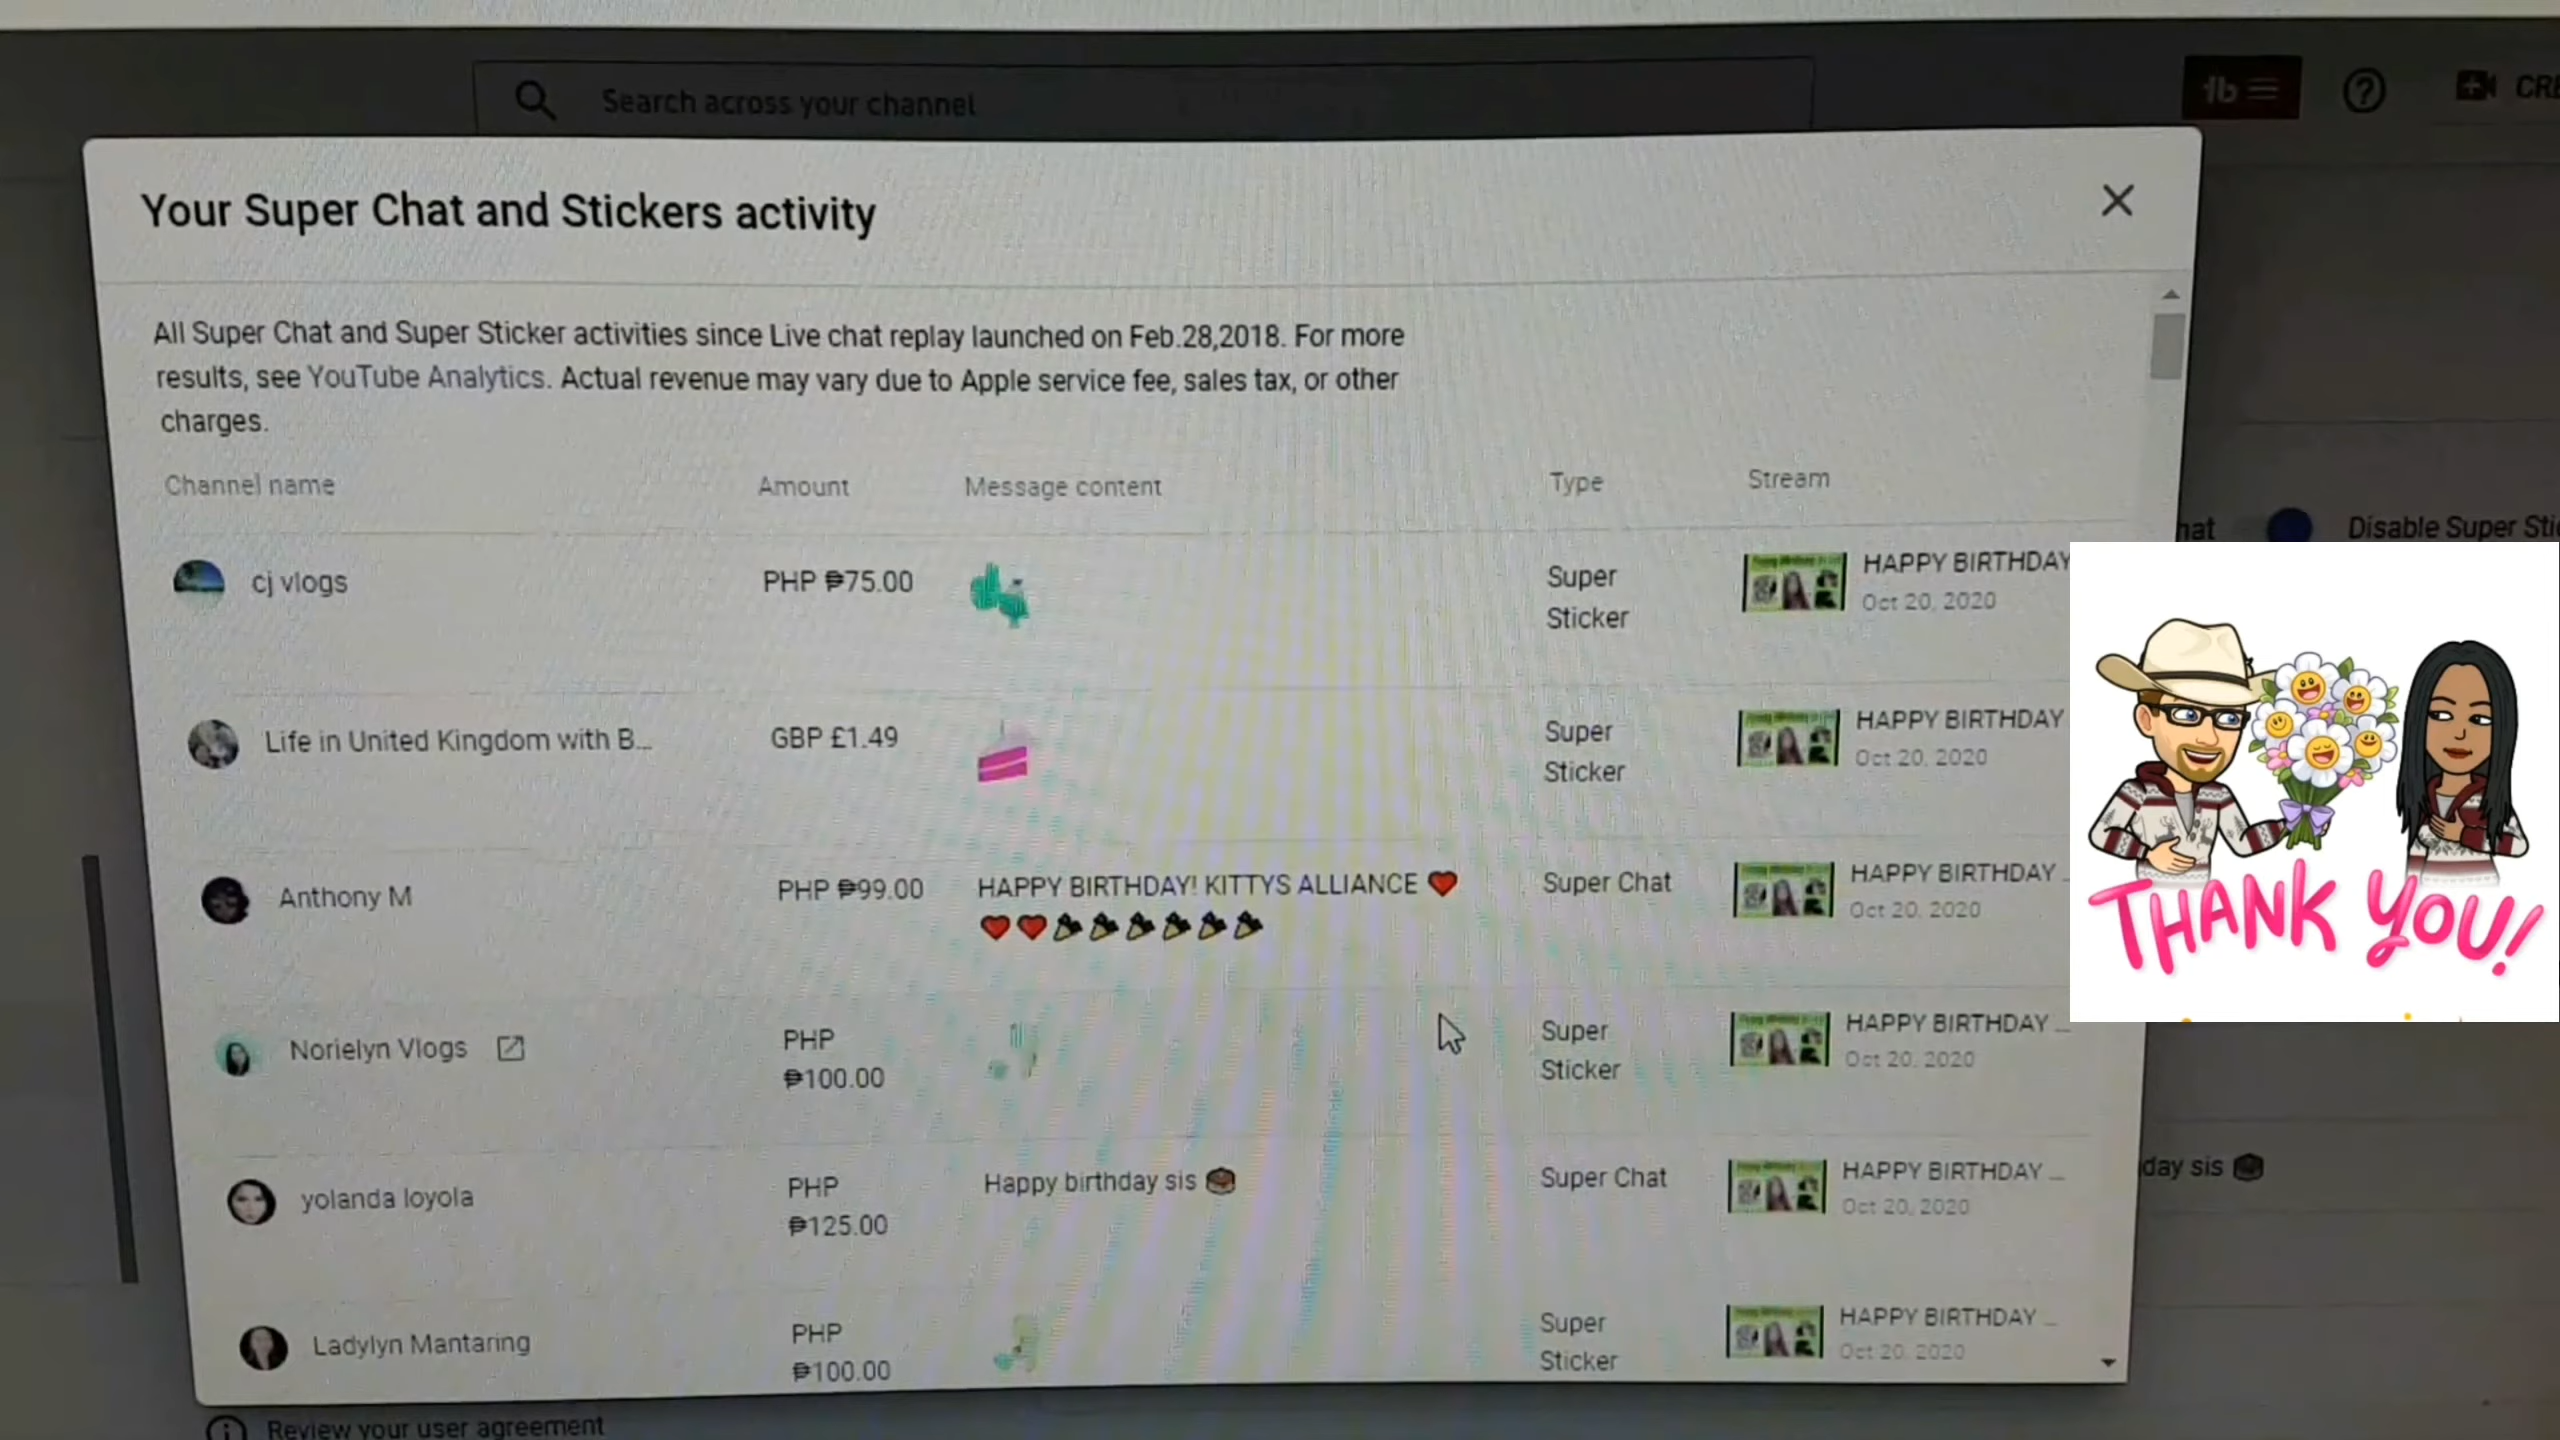 Search across your channel
CRE
Your Super Chat and Stickers activity
All Super Chat and Super Sticker activities since Live chat replay launched on Feb.28,2018. For more
results, see YouTube Analytics. Actual revenue may vary due to Apple service fee, sales tax, or other
charges.
Channel name Amount Message content Type Stream
hat Disable Super Sti
cj vlogs PHP ₱75.00 Super Sticker HAPPY BIRTHDAY
Oct 20, 2020
Life in United Kingdom with B... GBP £1.49 Super Sticker HAPPY BIRTHDAY
Oct 20, 2020
Anthony M PHP ₱99.00 HAPPY BIRTHDAY! KITTYS ALLIANCE ❤️ Super Chat HAPPY BIRTHDAY ...
❤️❤️🎉🎉🎉🎉🎉🎉 Oct 20, 2020
THANK YOU!
Norielyn Vlogs PHP ₱100.00 Super Sticker HAPPY BIRTHDAY ...
Oct 20, 2020
yolanda loyola PHP ₱125.00 Happy birthday sis 🎂 Super Chat HAPPY BIRTHDAY ...
Oct 20, 2020
day sis 🎂
Ladylyn Mantaring PHP ₱100.00 Super Sticker HAPPY BIRTHDAY ...
Oct 20, 2020
Review your user agreement